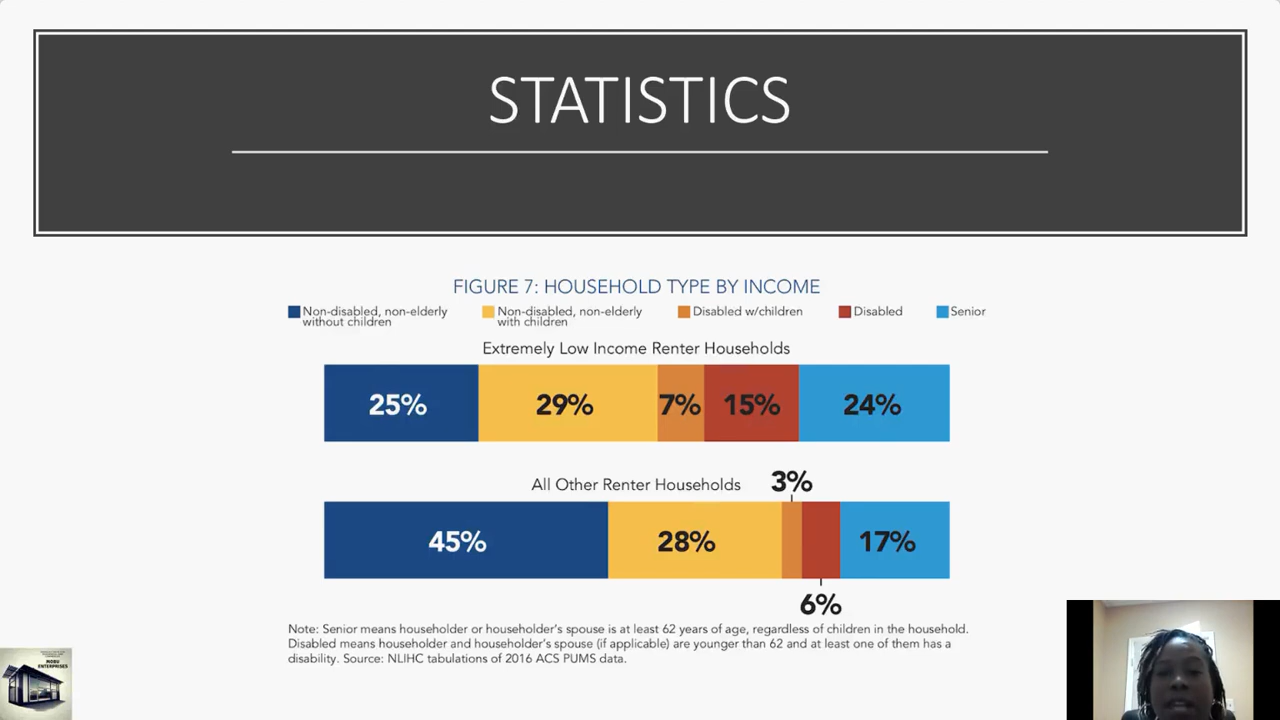 STATISTICS
FIGURE 7: HOUSEHOLD TYPE BY INCOME
Non-disabled, non-elderly
without children
Non-disabled, non-elderly
with children
Disabled w/children
Disabled
Senior
Extremely Low Income Renter Households
25%
29%
7%
15%
24%
All Other Renter Households
3%
45%
28%
17%
6%
Note: Senior means householder or householder's spouse is at least 62 years of age, regardless of children in the household.
Disabled means householder and householder's spouse (if applicable) are younger than 62 and at least one of them has a
disability. Source: NLIHC tabulations of 2016 ACS PUMS data.
ENTERPRISES